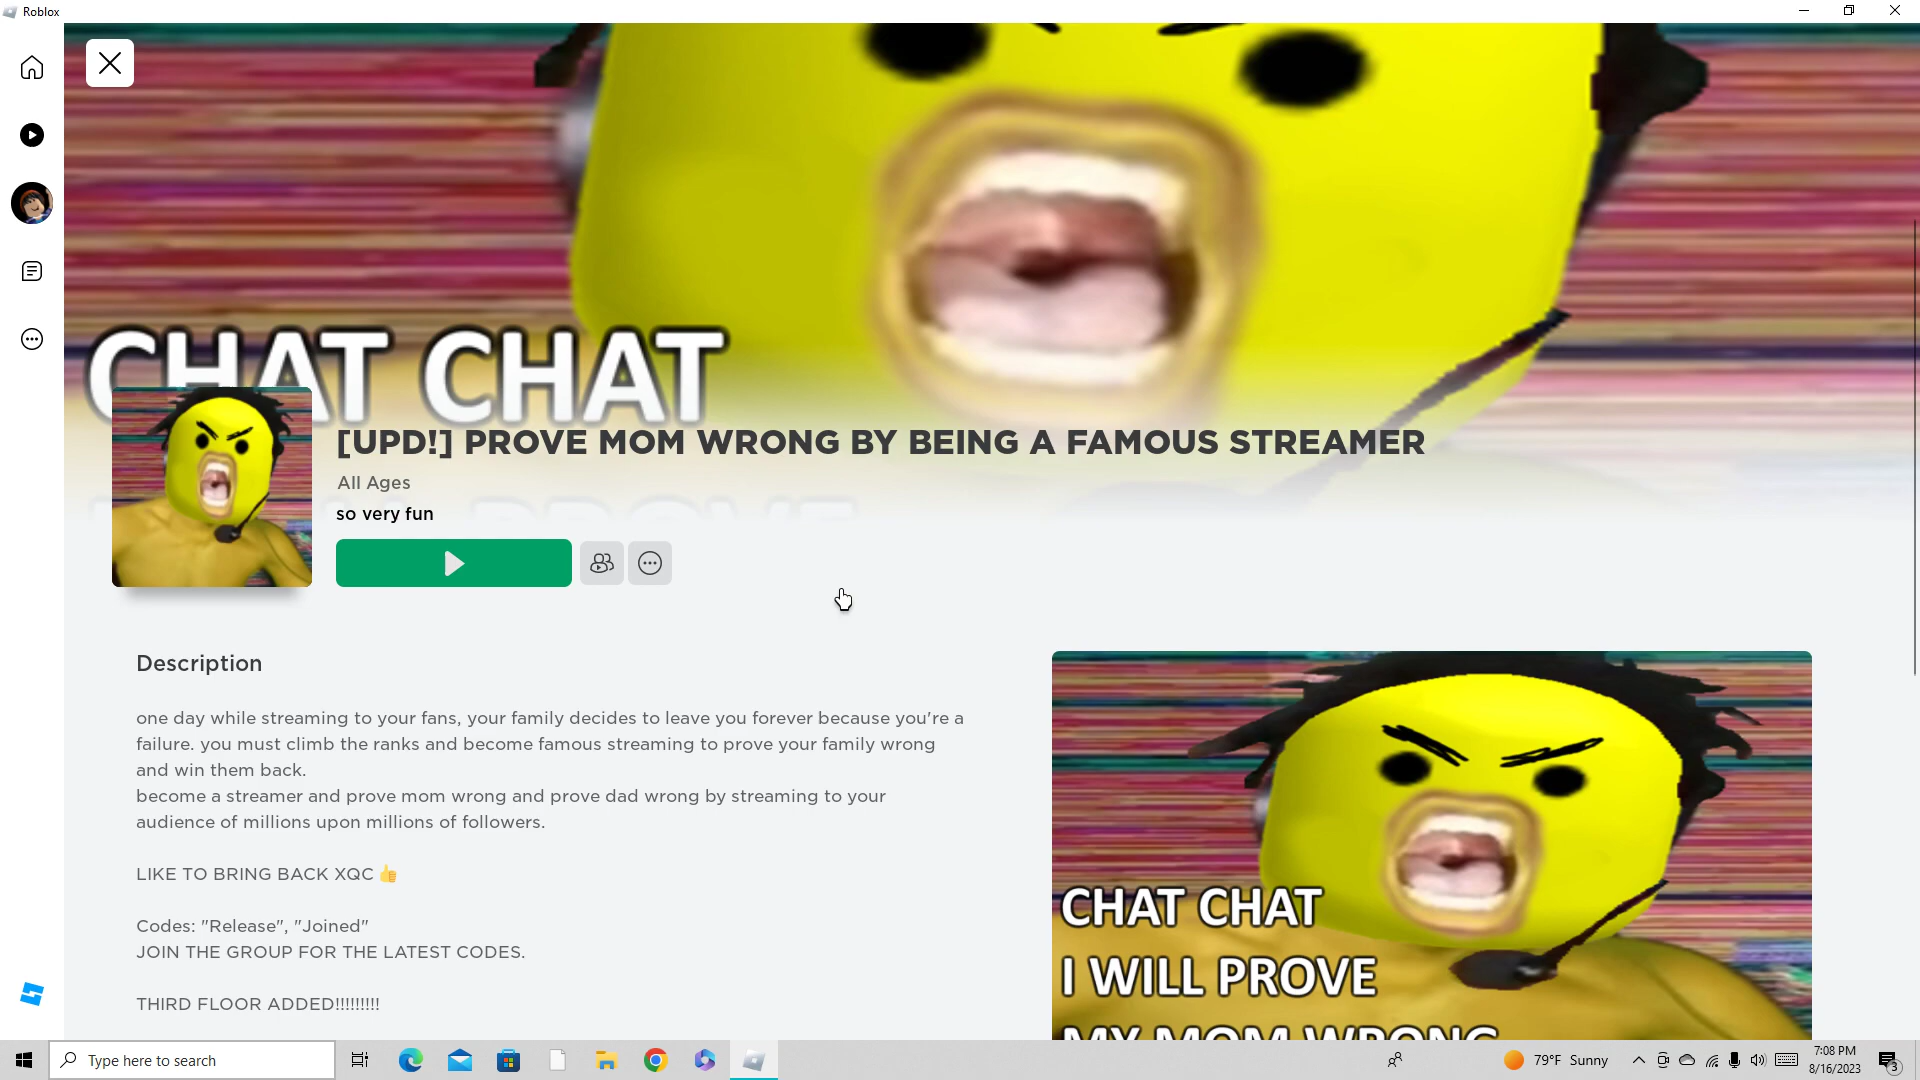 Roblox
CHAT CHAT
[UPD!] PROVE MOM WRONG BY BEING A FAMOUS STREAMER
All Ages
PROVE
so very fun
Description
one day while streaming to your fans, your family decides to leave you forever because you're a
failure. you must climb the ranks and become famous streaming to prove your family wrong
and win them back.
become a streamer and prove mom wrong and prove dad wrong by streaming to your
audience of millions upon millions of followers.
LIKE TO BRING BACK XQC 👍
Codes: "Release", "Joined"
JOIN THE GROUP FOR THE LATEST CODES.
THIRD FLOOR ADDED!!!!!!!!!
CHAT CHAT
I WILL PROVE
MY MOM WRONG
Type here to search
79°F Sunny
7:08 PM
8/16/2023
3